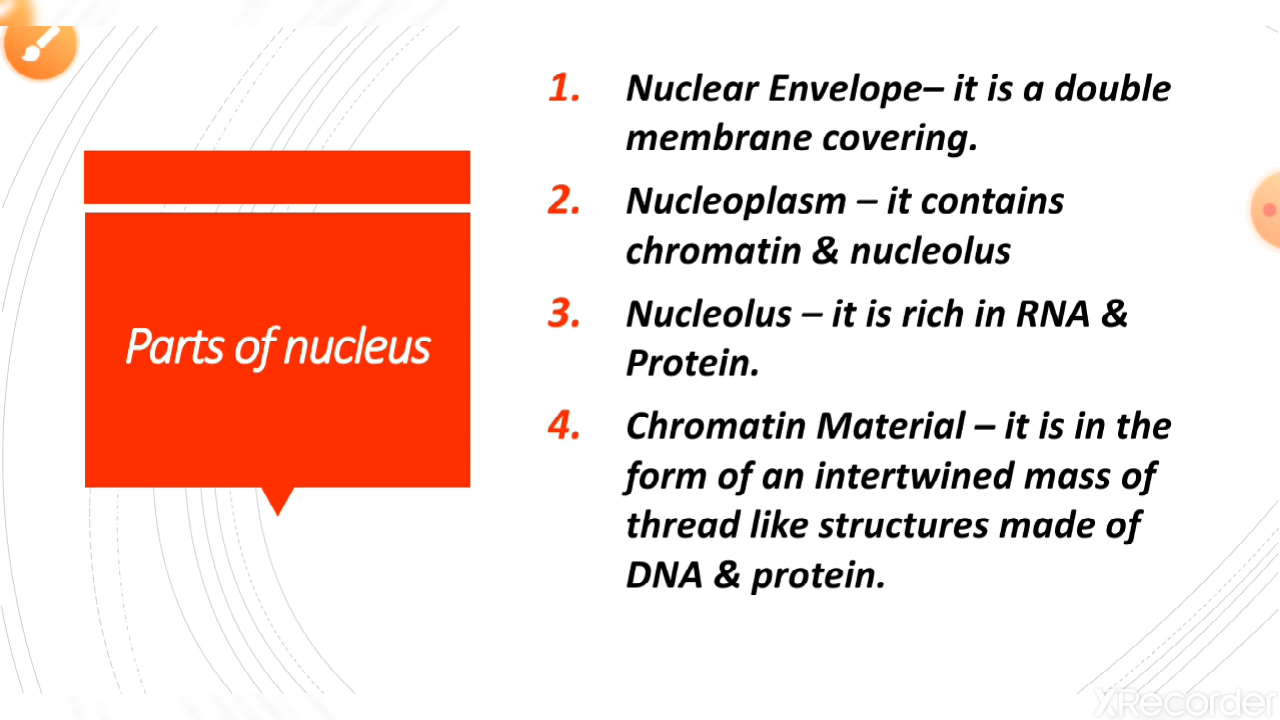 Parts of nucleus
1. Nuclear Envelope– it is a double
membrane covering.
2. Nucleoplasm – it contains
chromatin & nucleolus
3. Nucleolus – it is rich in RNA &
Protein.
4. Chromatin Material – it is in the
form of an intertwined mass of
thread like structures made of
DNA & protein.
XRecorder